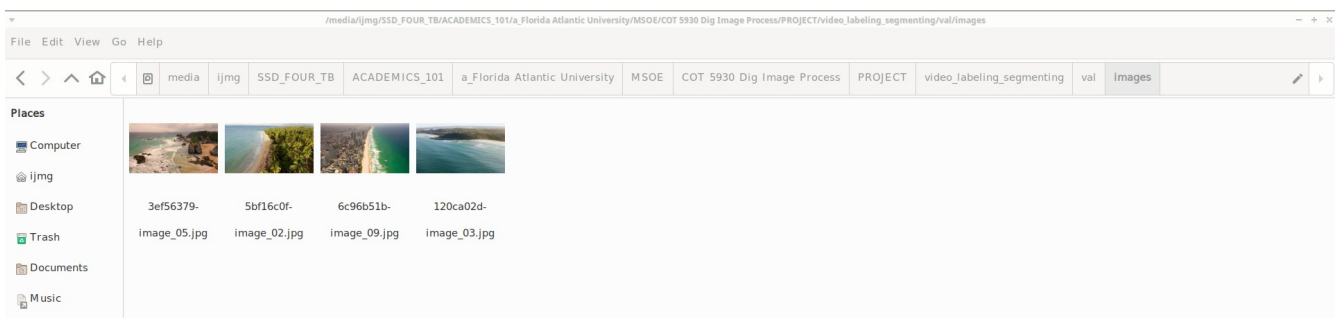 /media/ijmg/SSD_FOUR_TB/ACADEMICS_101/a_Florida Atlantic University/MSOE/COT 5930 Dig Image Process/PROJECT/video_labeling_segmenting/val/images
File Edit View Go Help
media ijmg SSD_FOUR_TB ACADEMICS_101 a_Florida Atlantic University MSOE COT 5930 Dig Image Process PROJECT video_labeling_segmenting val images
Places
Computer
ijmg
Desktop
Trash
Documents
Music
3ef56379-
image_05.jpg
5bf16c0f-
image_02.jpg
6c96b51b-
image_09.jpg
120ca02d-
image_03.jpg